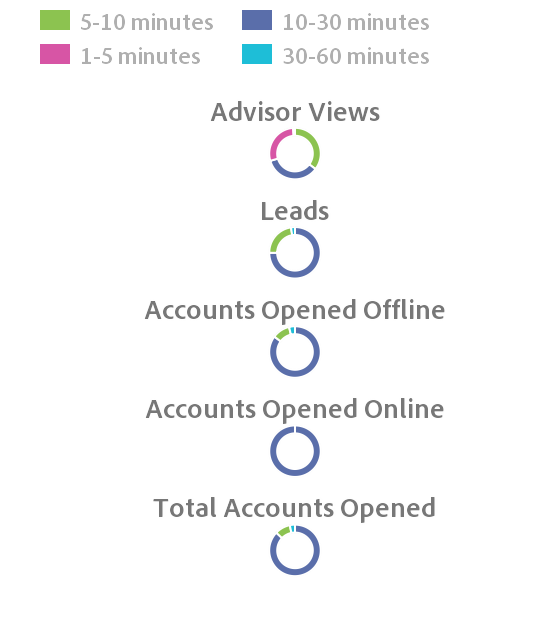 5-10 minutes 10-30 minutes
1-5 minutes 30-60 minutes
Advisor Views
Leads
Accounts Opened Offline
Accounts Opened Online
Total Accounts Opened